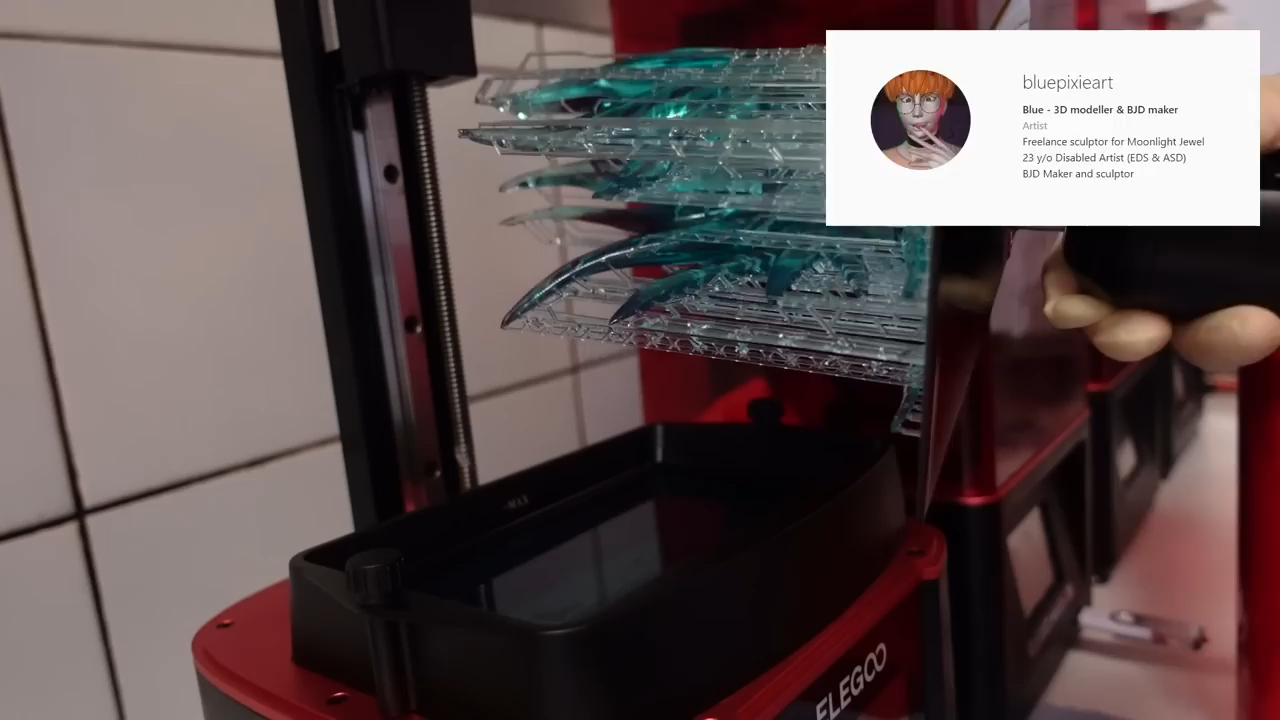 bluepixieart
Blue - 3D modeller & BJD maker
Artist
Freelance sculptor for Moonlight Jewel
23 y/o Disabled Artist (EDS & ASD)
BJD Maker and sculptor
MAX
ELEGOO